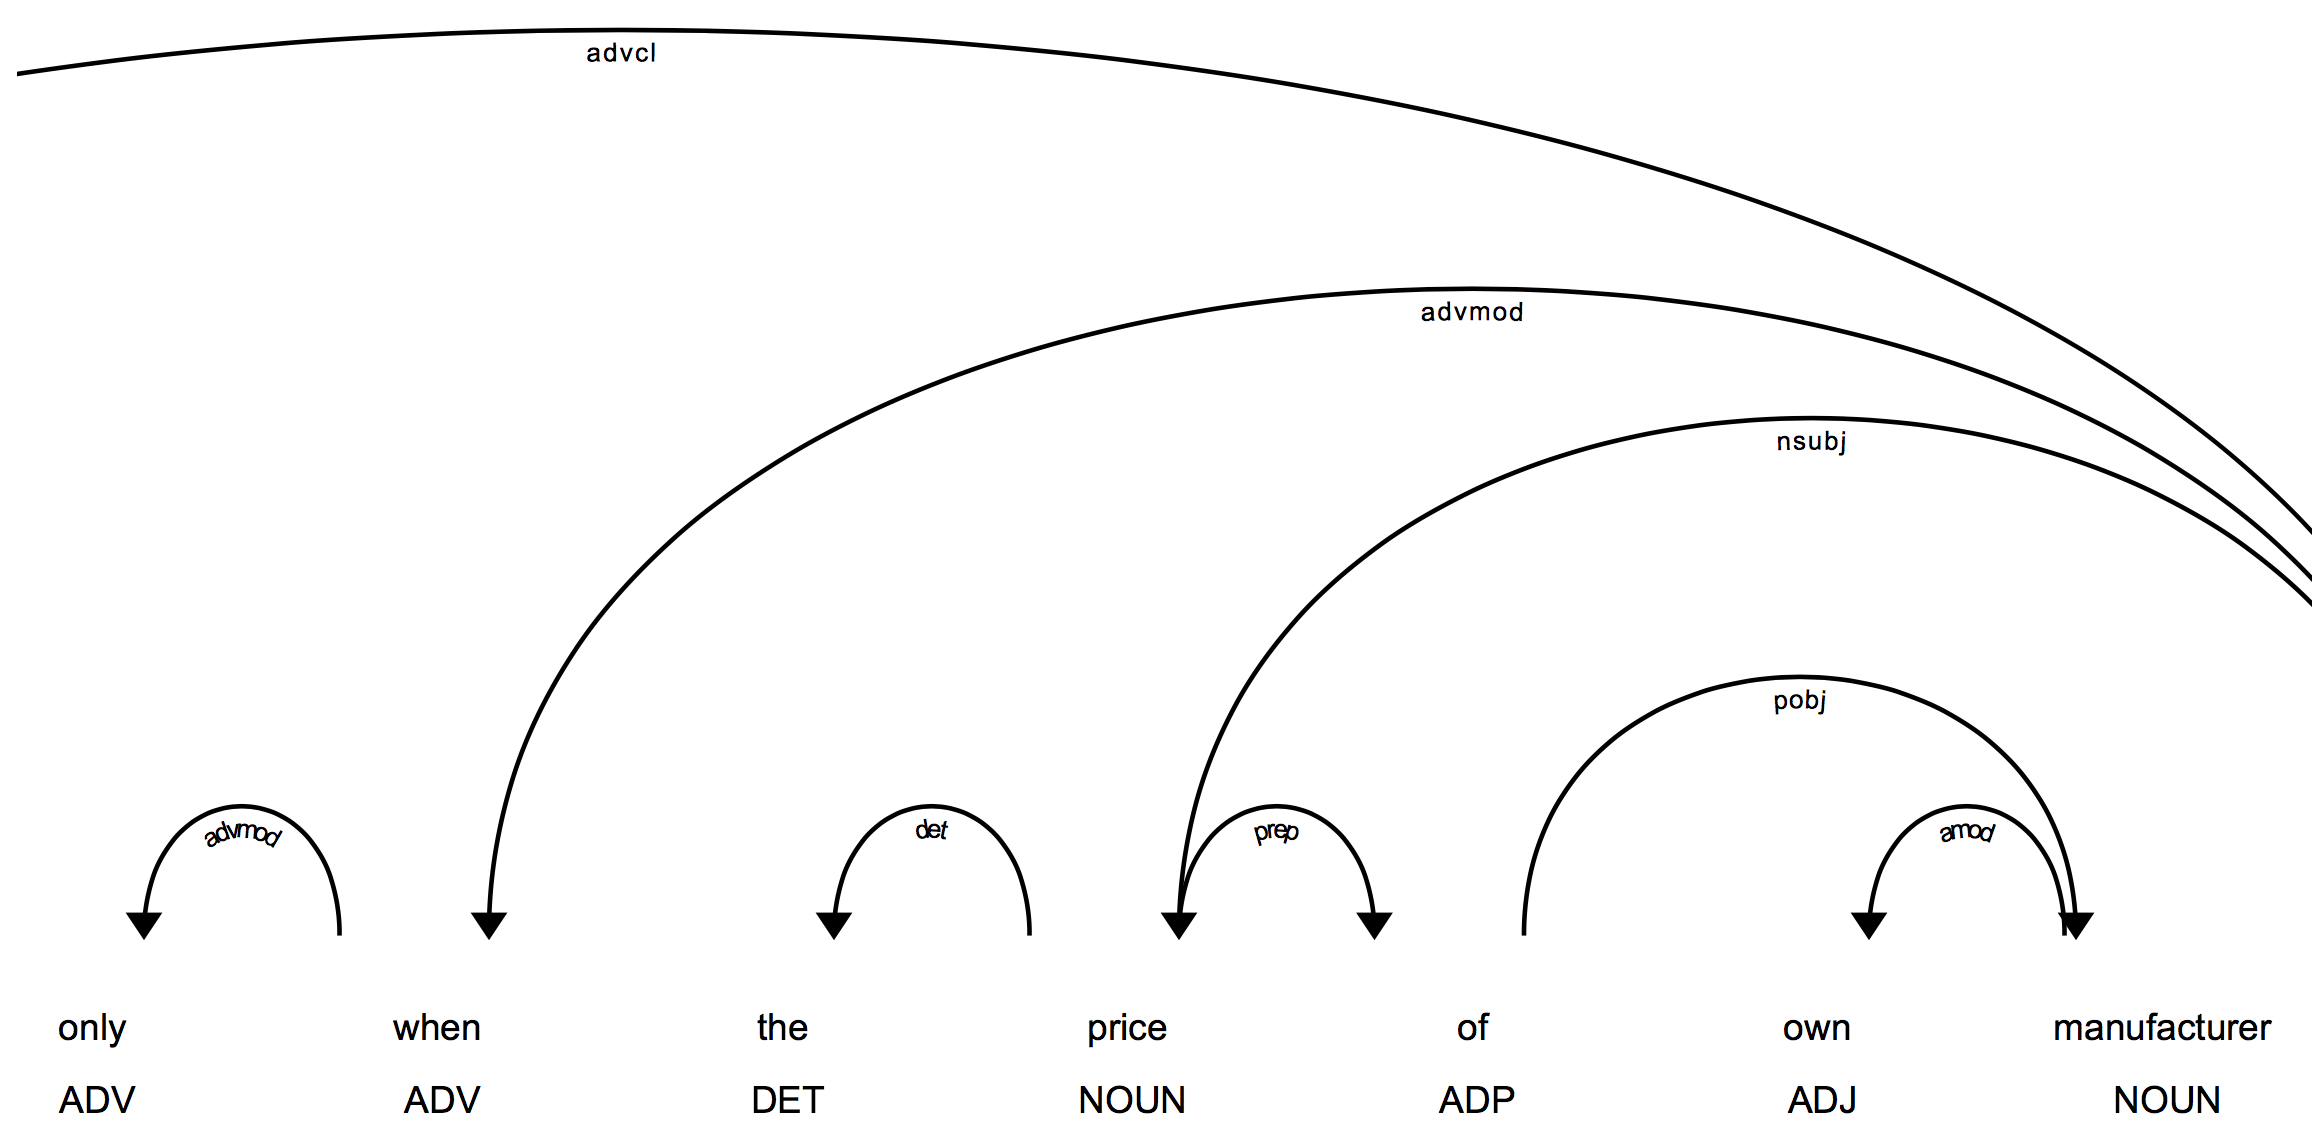 advcl
advmod
nsubj
pobj
advmod det prep amod
only when the price of own manufacturer
ADV ADV DET NOUN ADP ADJ NOUN